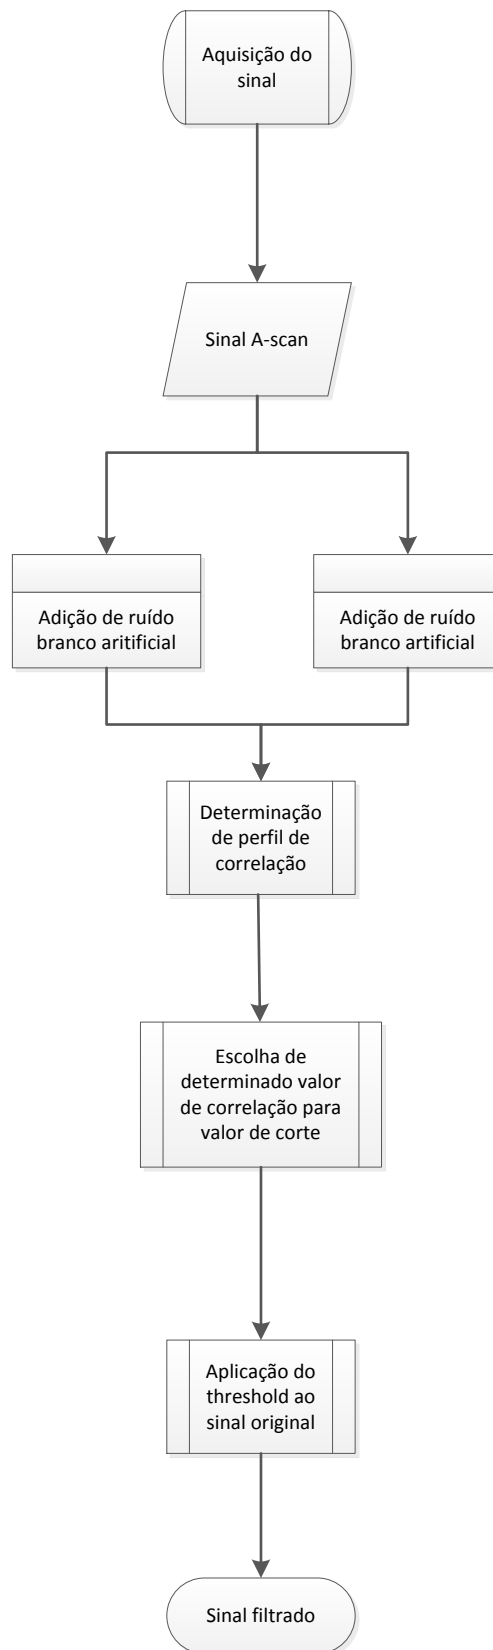 Aquisição do
sinal
Sinal A-scan
Adição de ruído
branco aritificial
Adição de ruído
branco artificial
Determinação
de perfil de
correlação
Escolha de
determinado valor
de correlação para
valor de corte
Aplicação do
threshold ao
sinal original
Sinal filtrado